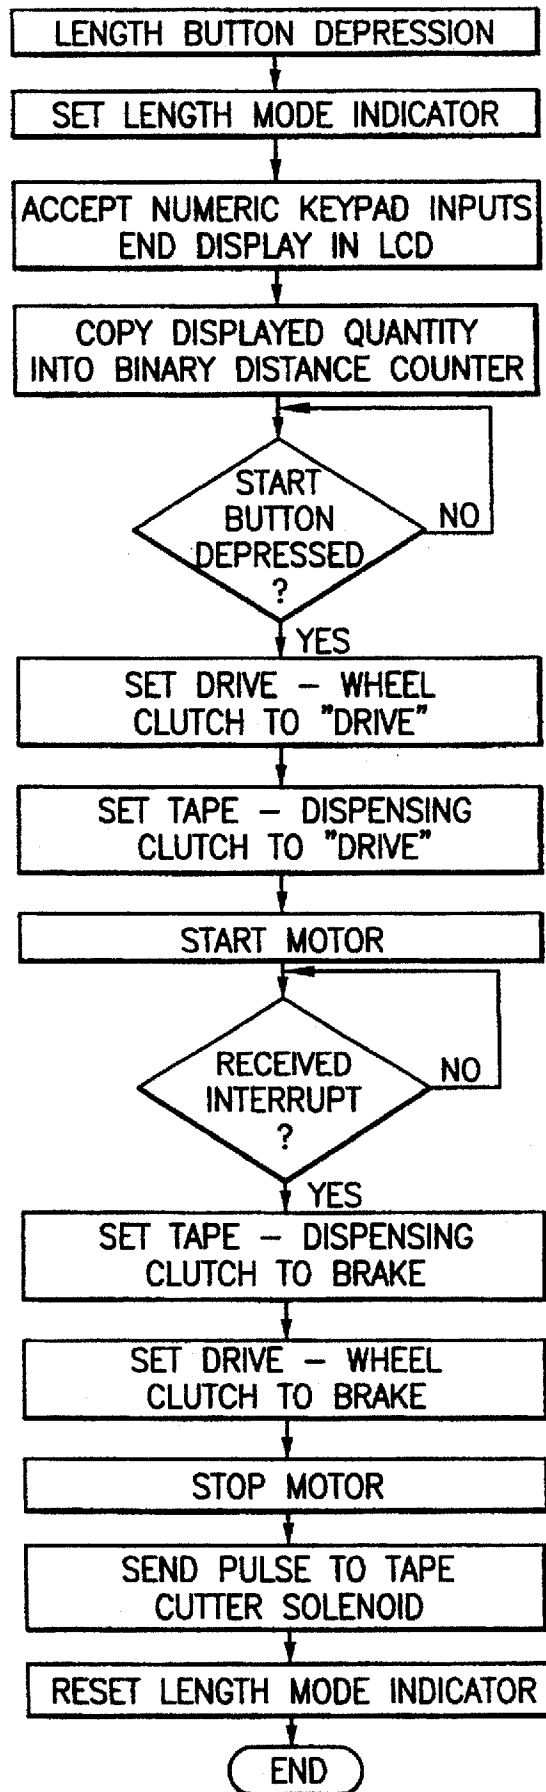 LENGTH BUTTON DEPRESSION
SET LENGTH MODE INDICATOR
ACCEPT NUMERIC KEYPAD INPUTS
END DISPLAY IN LCD
COPY DISPLAYED QUANTITY
INTO BINARY DISTANCE COUNTER
START
BUTTON
DEPRESSED
?
NO
YES
SET DRIVE – WHEEL
CLUTCH TO "DRIVE"
SET TAPE – DISPENSING
CLUTCH TO "DRIVE"
START MOTOR
RECEIVED
INTERRUPT
?
NO
YES
SET TAPE – DISPENSING
CLUTCH TO BRAKE
SET DRIVE – WHEEL
CLUTCH TO BRAKE
STOP MOTOR
SEND PULSE TO TAPE
CUTTER SOLENOID
RESET LENGTH MODE INDICATOR
END